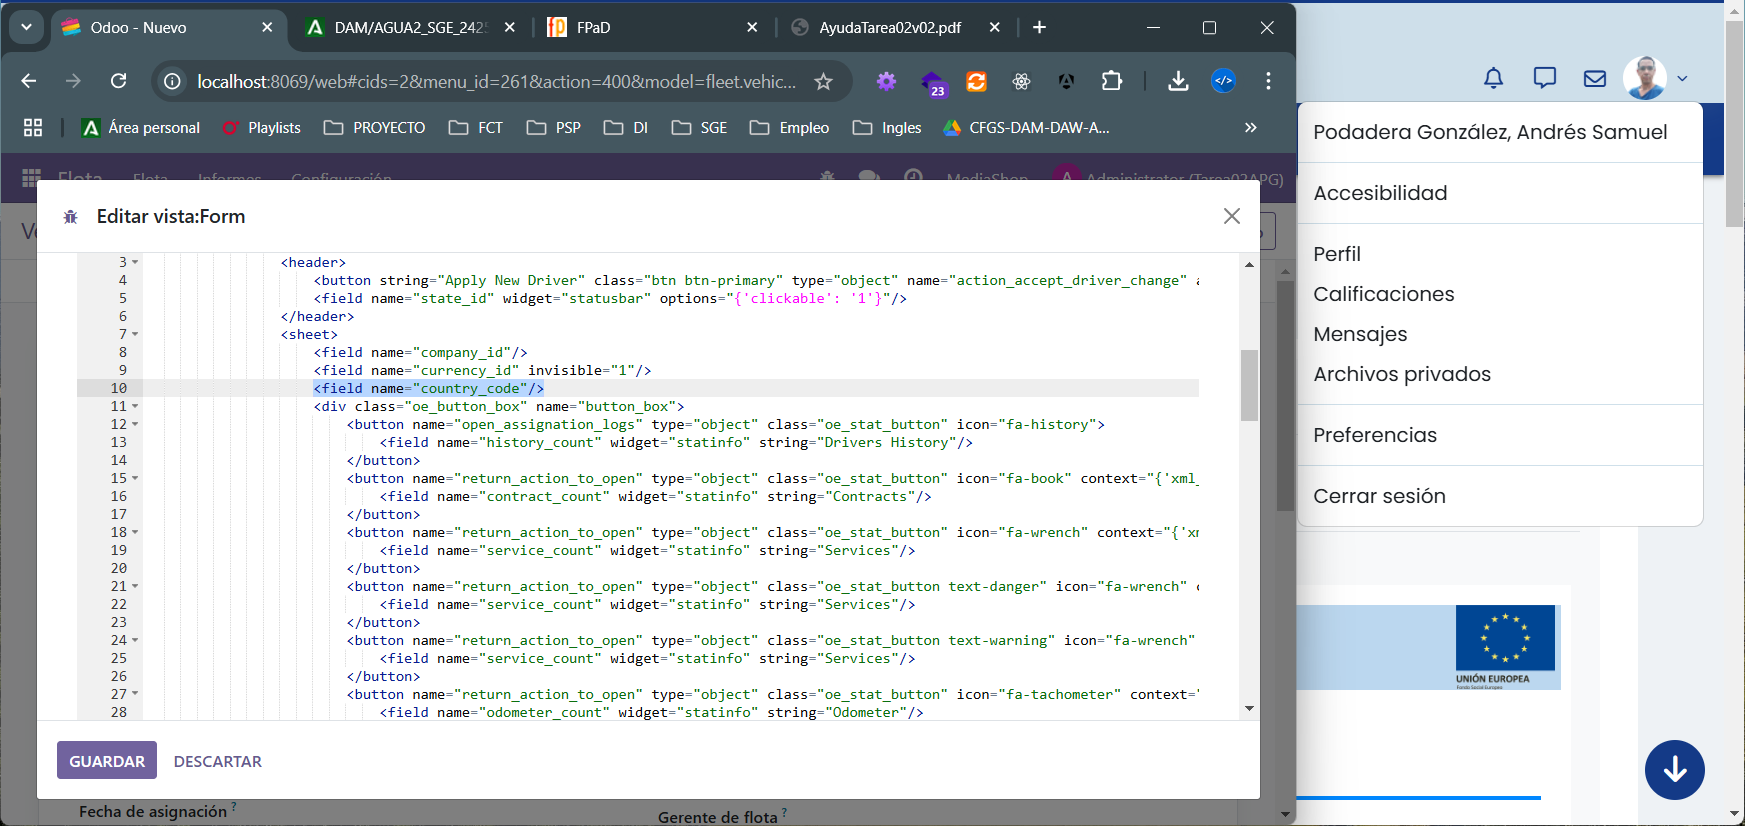 Odoo - Nuevo
DAM/AGUA2_SGE_242
FPaD
AyudaTarea02v02.pdf
localhost:8069/web#cids=2&menu_id=261&action=400&model=fleet.vehic...
23
Área personal
Playlists
PROYECTO
FCT
PSP
DI
SGE
Empleo
Ingles
CFGS-DAM-DAW-A...
Flota
Flota
Informes
Configuración
MediaShop
A
Administrator (Tarea02APG)
Editar vista:Form
3 <header>
4 <button string="Apply New Driver" class="btn btn-primary" type="object" name="action_accept_driver_change" a
5 <field name="state_id" widget="statusbar" options="{'clickable': '1'}"/>
6 </header>
7 <sheet>
8 <field name="company_id"/>
9 <field name="currency_id" invisible="1"/>
10 <field name="country_code"/>
11 <div class="oe_button_box" name="button_box">
12 <button name="open_assignation_logs" type="object" class="oe_stat_button" icon="fa-history">
13 <field name="history_count" widget="statinfo" string="Drivers History"/>
14 </button>
15 <button name="return_action_to_open" type="object" class="oe_stat_button" icon="fa-book" context="{'xml_
16 <field name="contract_count" widget="statinfo" string="Contracts"/>
17 </button>
18 <button name="return_action_to_open" type="object" class="oe_stat_button" icon="fa-wrench" context="{'xm
19 <field name="service_count" widget="statinfo" string="Services"/>
20 </button>
21 <button name="return_action_to_open" type="object" class="oe_stat_button text-danger" icon="fa-wrench" c
22 <field name="service_count" widget="statinfo" string="Services"/>
23 </button>
24 <button name="return_action_to_open" type="object" class="oe_stat_button text-warning" icon="fa-wrench"
25 <field name="service_count" widget="statinfo" string="Services"/>
26 </button>
27 <button name="return_action_to_open" type="object" class="oe_stat_button" icon="fa-tachometer" context="
28 <field name="odometer_count" widget="statinfo" string="Odometer"/>
GUARDAR
DESCARTAR
Fecha de asignación ?
Gerente de flota ?
Podadera González, Andrés Samuel
Accesibilidad
Perfil
Calificaciones
Mensajes
Archivos privados
Preferencias
Cerrar sesión
UNIÓN EUROPEA
Fondo Social Europeo